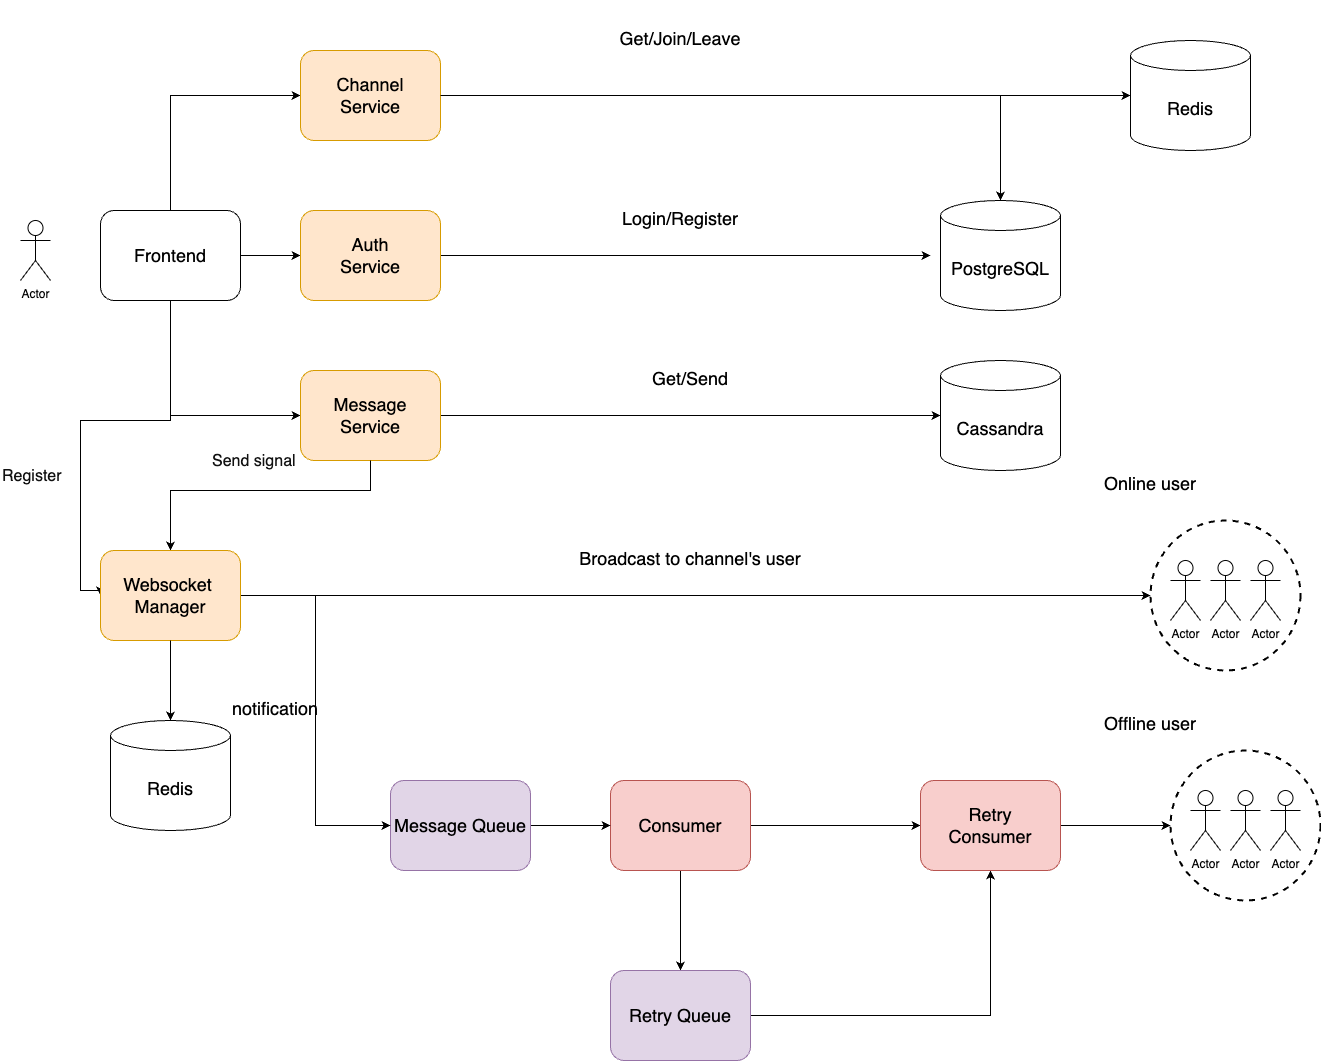 Get/Join/Leave
Channel
Service
Redis
Login/Register
Frontend
Auth
Service
PostgreSQL
Actor
Get/Send
Message
Service
Cassandra
Send signal
Register
Online user
Broadcast to channel's user
Websocket
Manager
Actor
Actor
Actor
notification
Offline user
Redis
Message Queue
Consumer
Retry
Consumer
Actor
Actor
Actor
Retry Queue